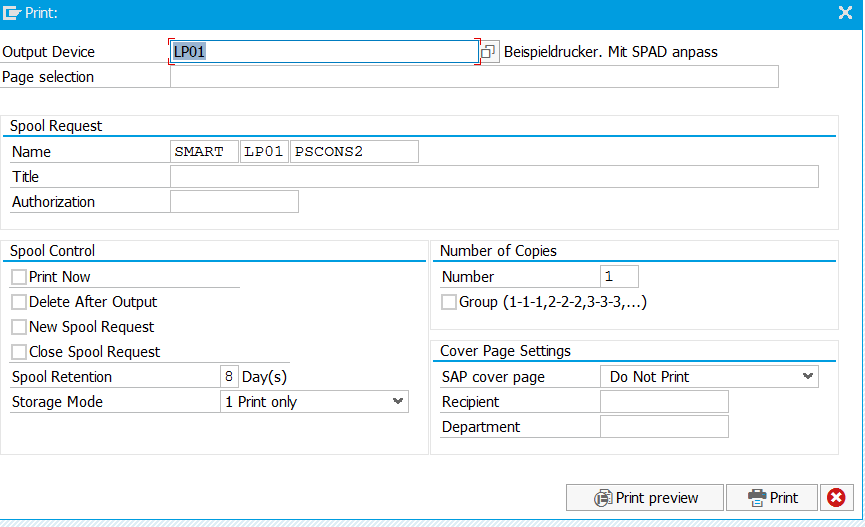 Print:
Output Device LP01 Beispieldrucker. Mit SPAD anpass
Page selection
Spool Request
Name SMART LP01 PSCONS2
Title
Authorization
Spool Control
Print Now
Delete After Output
New Spool Request
Close Spool Request
Spool Retention 8 Day(s)
Storage Mode 1 Print only
Number of Copies
Number 1
Group (1-1-1,2-2-2,3-3-3,...)
Cover Page Settings
SAP cover page Do Not Print
Recipient
Department
Print preview Print